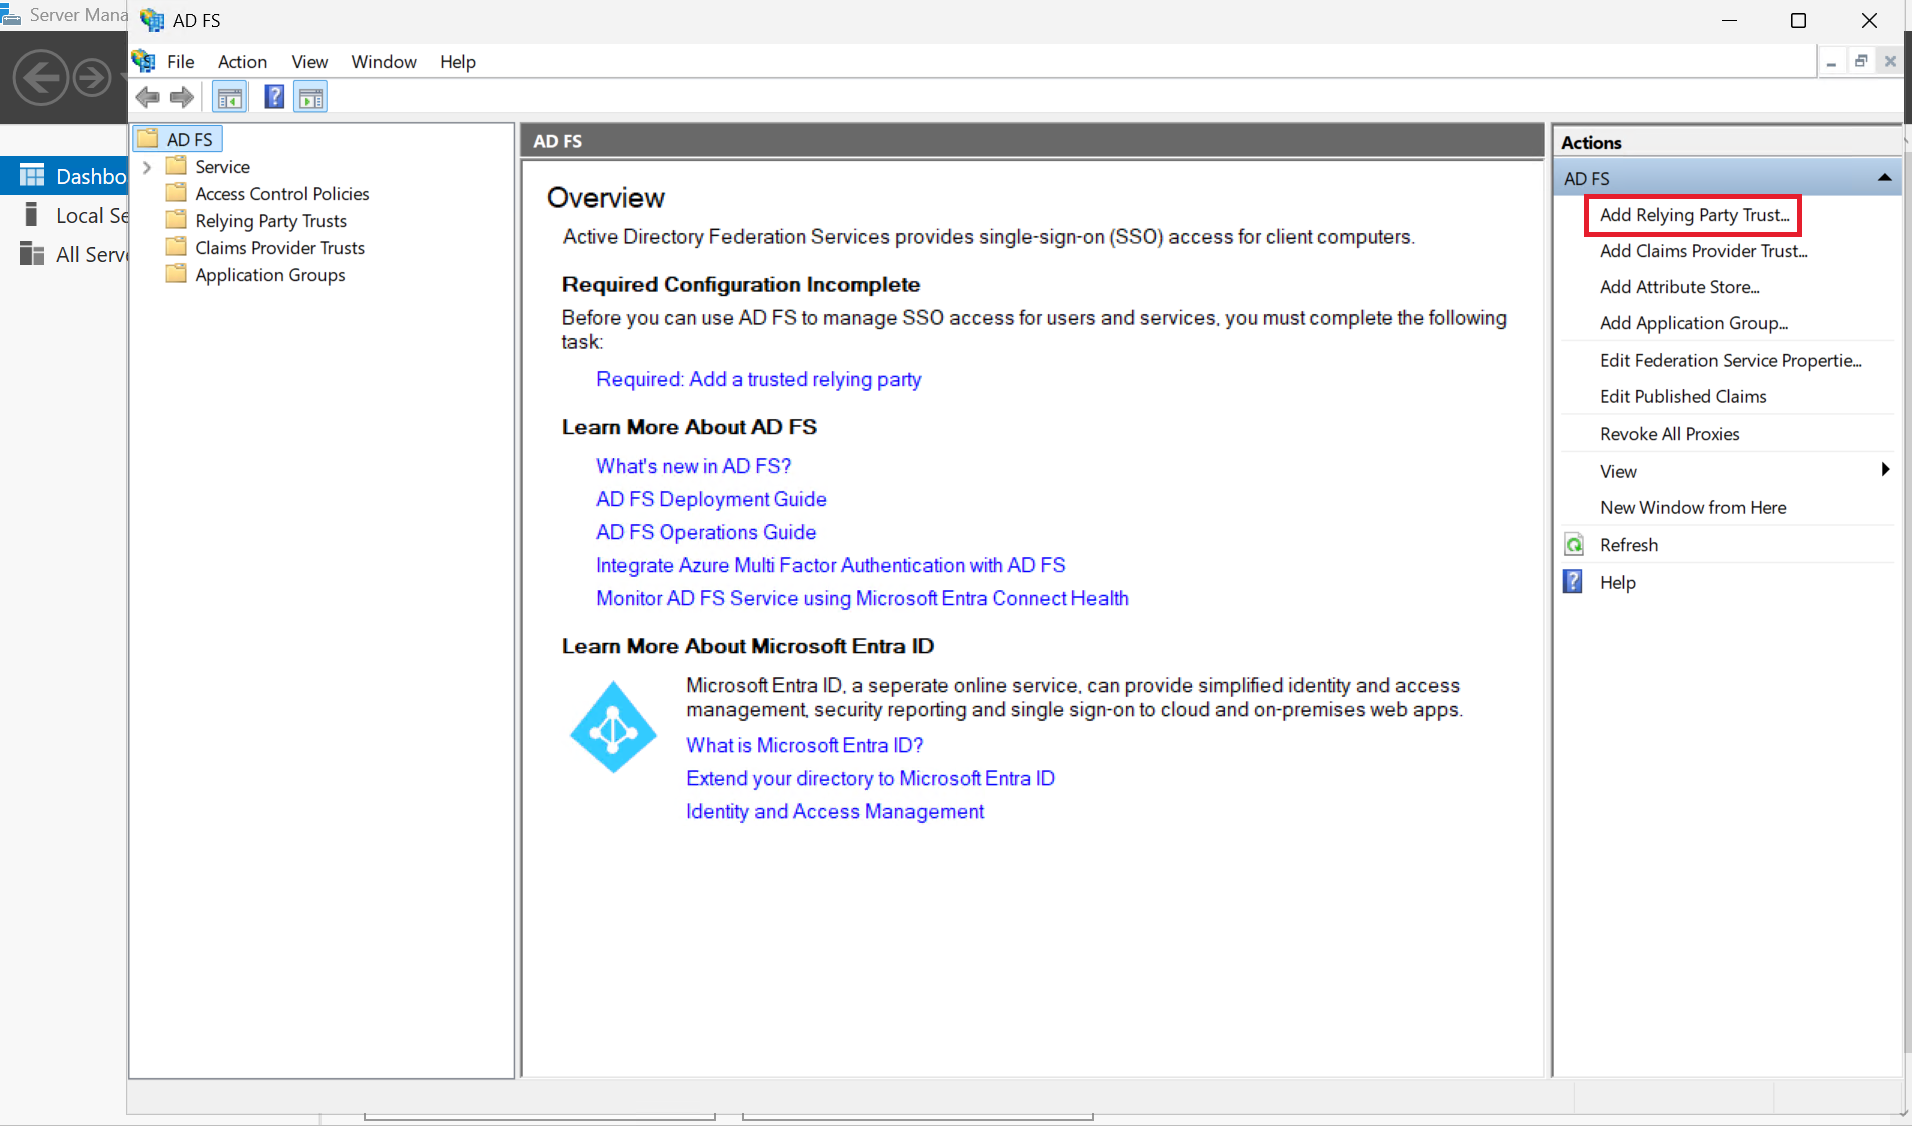 Server Mana
AD FS
File Action View Window Help
Dashbo
Local Se
All Serv
AD FS
Service
Access Control Policies
Relying Party Trusts
Claims Provider Trusts
Application Groups
AD FS
Overview
Active Directory Federation Services provides single-sign-on (SSO) access for client computers.
Required Configuration Incomplete
Before you can use AD FS to manage SSO access for users and services, you must complete the following
task:
Required: Add a trusted relying party
Learn More About AD FS
What's new in AD FS?
AD FS Deployment Guide
AD FS Operations Guide
Integrate Azure Multi Factor Authentication with AD FS
Monitor AD FS Service using Microsoft Entra Connect Health
Learn More About Microsoft Entra ID
Microsoft Entra ID, a seperate online service, can provide simplified identity and access
management, security reporting and single sign-on to cloud and on-premises web apps.
What is Microsoft Entra ID?
Extend your directory to Microsoft Entra ID
Identity and Access Management
Actions
AD FS
Add Relying Party Trust...
Add Claims Provider Trust...
Add Attribute Store...
Add Application Group...
Edit Federation Service Propertie...
Edit Published Claims
Revoke All Proxies
View
New Window from Here
Refresh
Help